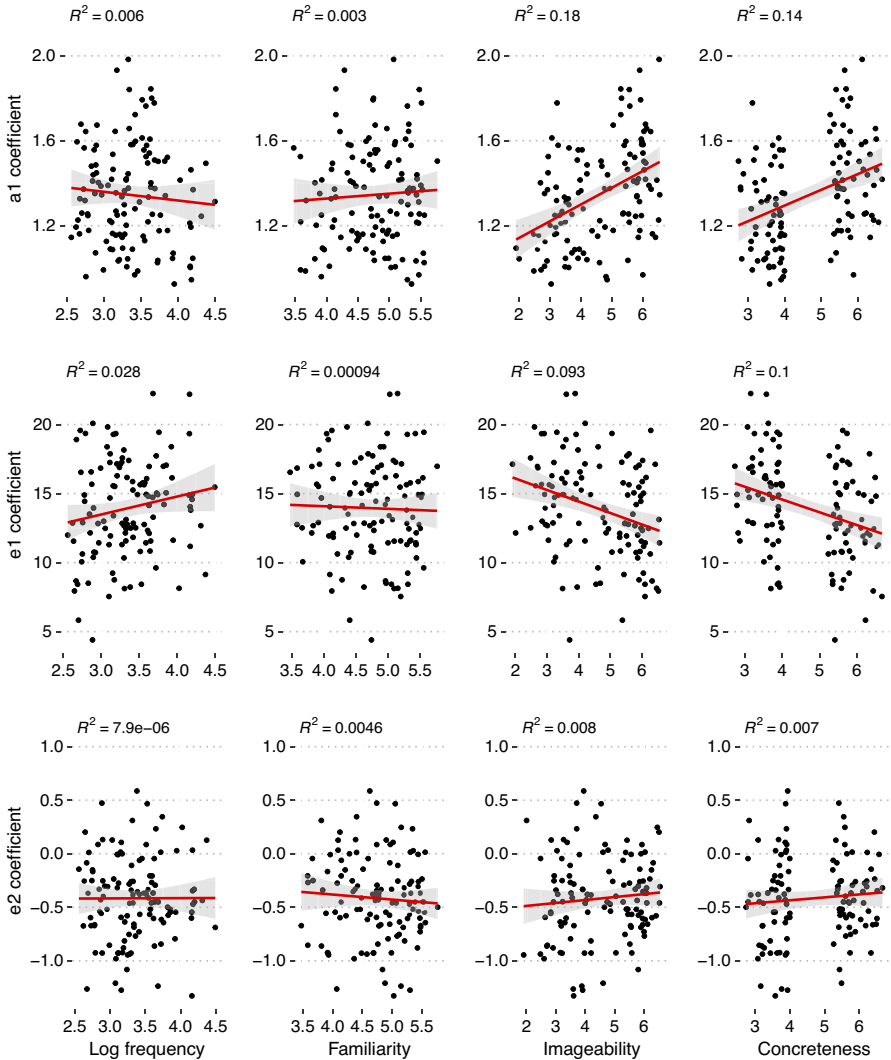 R² = 0.006 R² = 0.003 R² = 0.18 R² = 0.14
a1 coefficient
2.0
1.6
1.2
2.5 3.0 3.5 4.0 4.5 3.5 4.0 4.5 5.0 5.5 2 3 4 5 6 3 4 5 6
R² = 0.028 R² = 0.00094 R² = 0.093 R² = 0.1
e1 coefficient
20
15
10
5
2.5 3.0 3.5 4.0 4.5 3.5 4.0 4.5 5.0 5.5 2 3 4 5 6 3 4 5 6
R² = 7.9e−06 R² = 0.0046 R² = 0.008 R² = 0.007
e2 coefficient
1.0
0.5
0.0
−0.5
−1.0
2.5 3.0 3.5 4.0 4.5 3.5 4.0 4.5 5.0 5.5 2 3 4 5 6 3 4 5 6
Log frequency Familiarity Imageability Concreteness